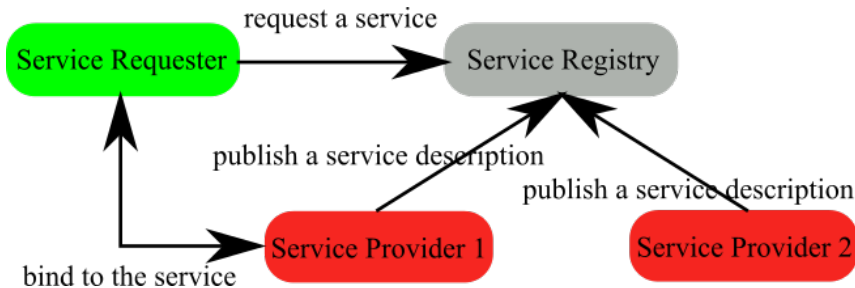 request a service
Service Requester
Service Registry
publish a service description
publish a service description
Service Provider 1
Service Provider 2
bind to the service